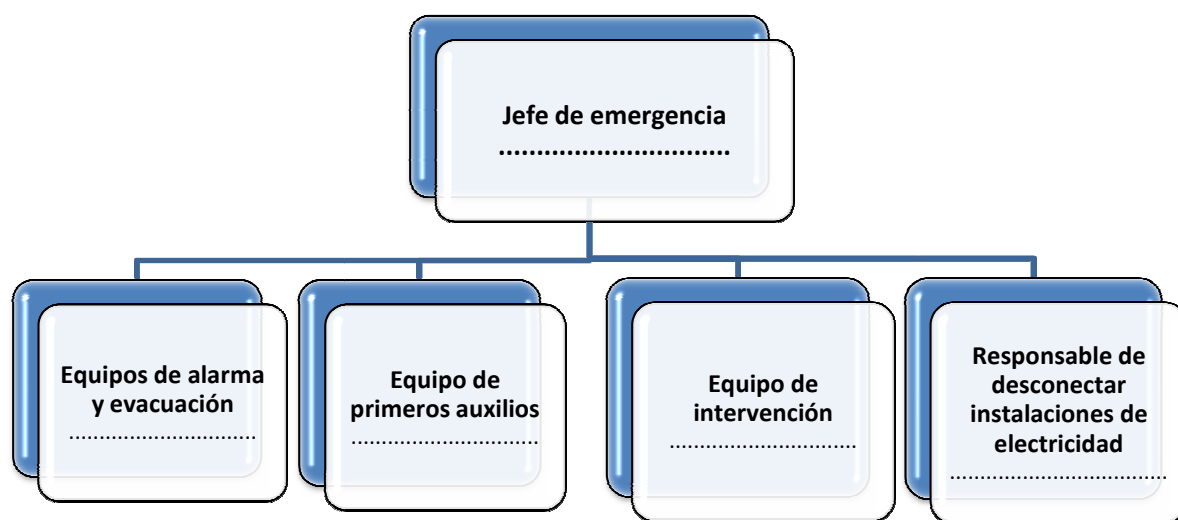 Jefe de emergencia
..............................
Equipos de alarma
y evacuación
................................
Equipo de
primeros auxilios
................................
Equipo de
intervención
................................
Responsable de
desconectar
instalaciones de
electricidad
.....................................